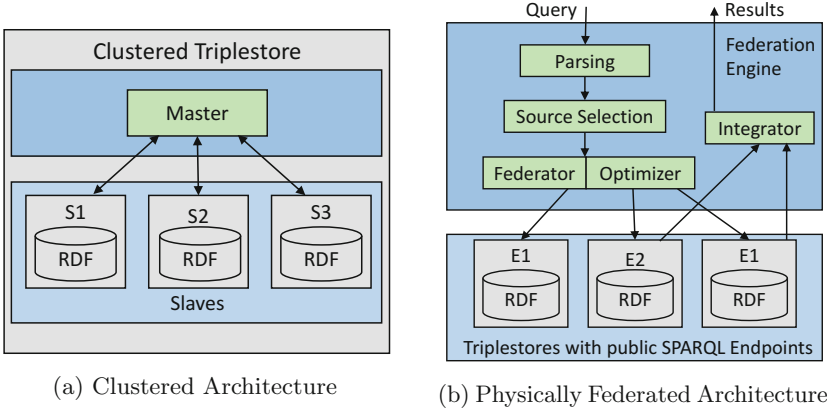 Clustered Triplestore
Master
S1
RDF
S2
RDF
S3
RDF
Slaves
(a) Clustered Architecture
Query
Results
Federation
Engine
Parsing
Source Selection
Integrator
Federator
Optimizer
E1
RDF
E2
RDF
E1
RDF
Triplestores with public SPARQL Endpoints
(b) Physically Federated Architecture